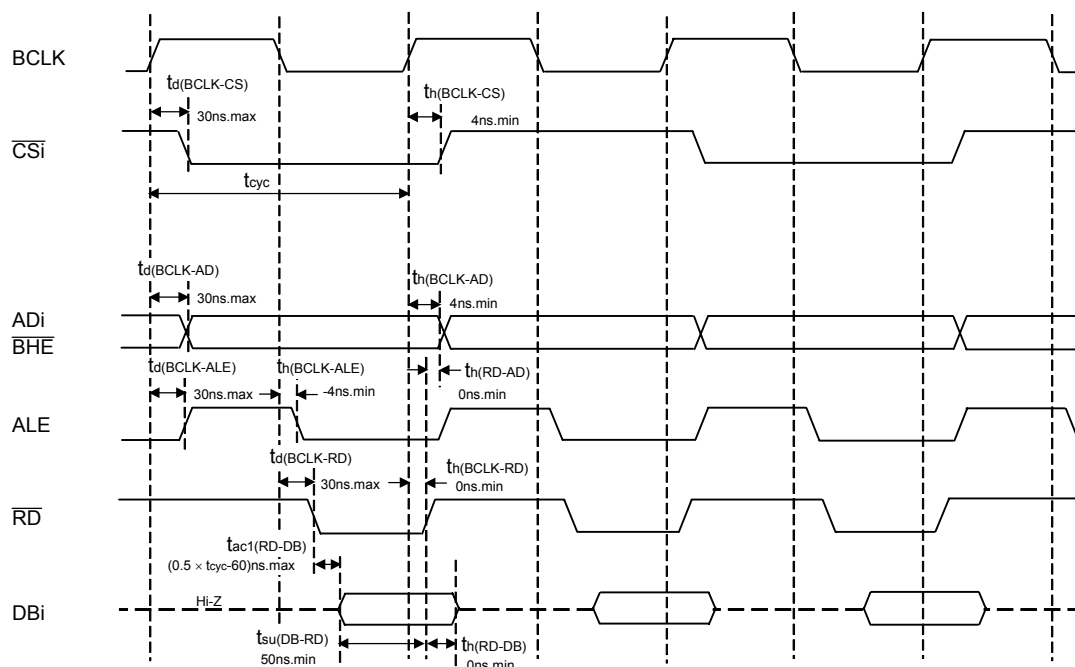 BCLK
td(BCLK-CS)
30ns.max
th(BCLK-CS)
4ns.min
CSi
tcyc
td(BCLK-AD)
30ns.max
th(BCLK-AD)
4ns.min
ADi
BHE
td(BCLK-ALE)
30ns.max
th(BCLK-ALE)
-4ns.min
th(RD-AD)
0ns.min
ALE
td(BCLK-RD)
30ns.max
th(BCLK-RD)
0ns.min
RD
tac1(RD-DB)
(0.5 × tcyc-60)ns.max
Hi-Z
DBi
tsu(DB-RD)
50ns.min
th(RD-DB)
0ns.min